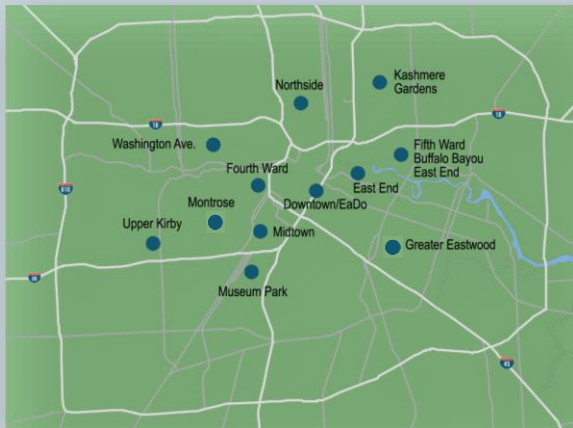 Kashmere
Gardens
Northside
10
10
Washington Ave.
Fifth Ward
Buffalo Bayou
East End
Fourth Ward
610
East End
Downtown/EaDo
Montrose
Upper Kirby
Midtown
Greater Eastwood
Museum Park
45